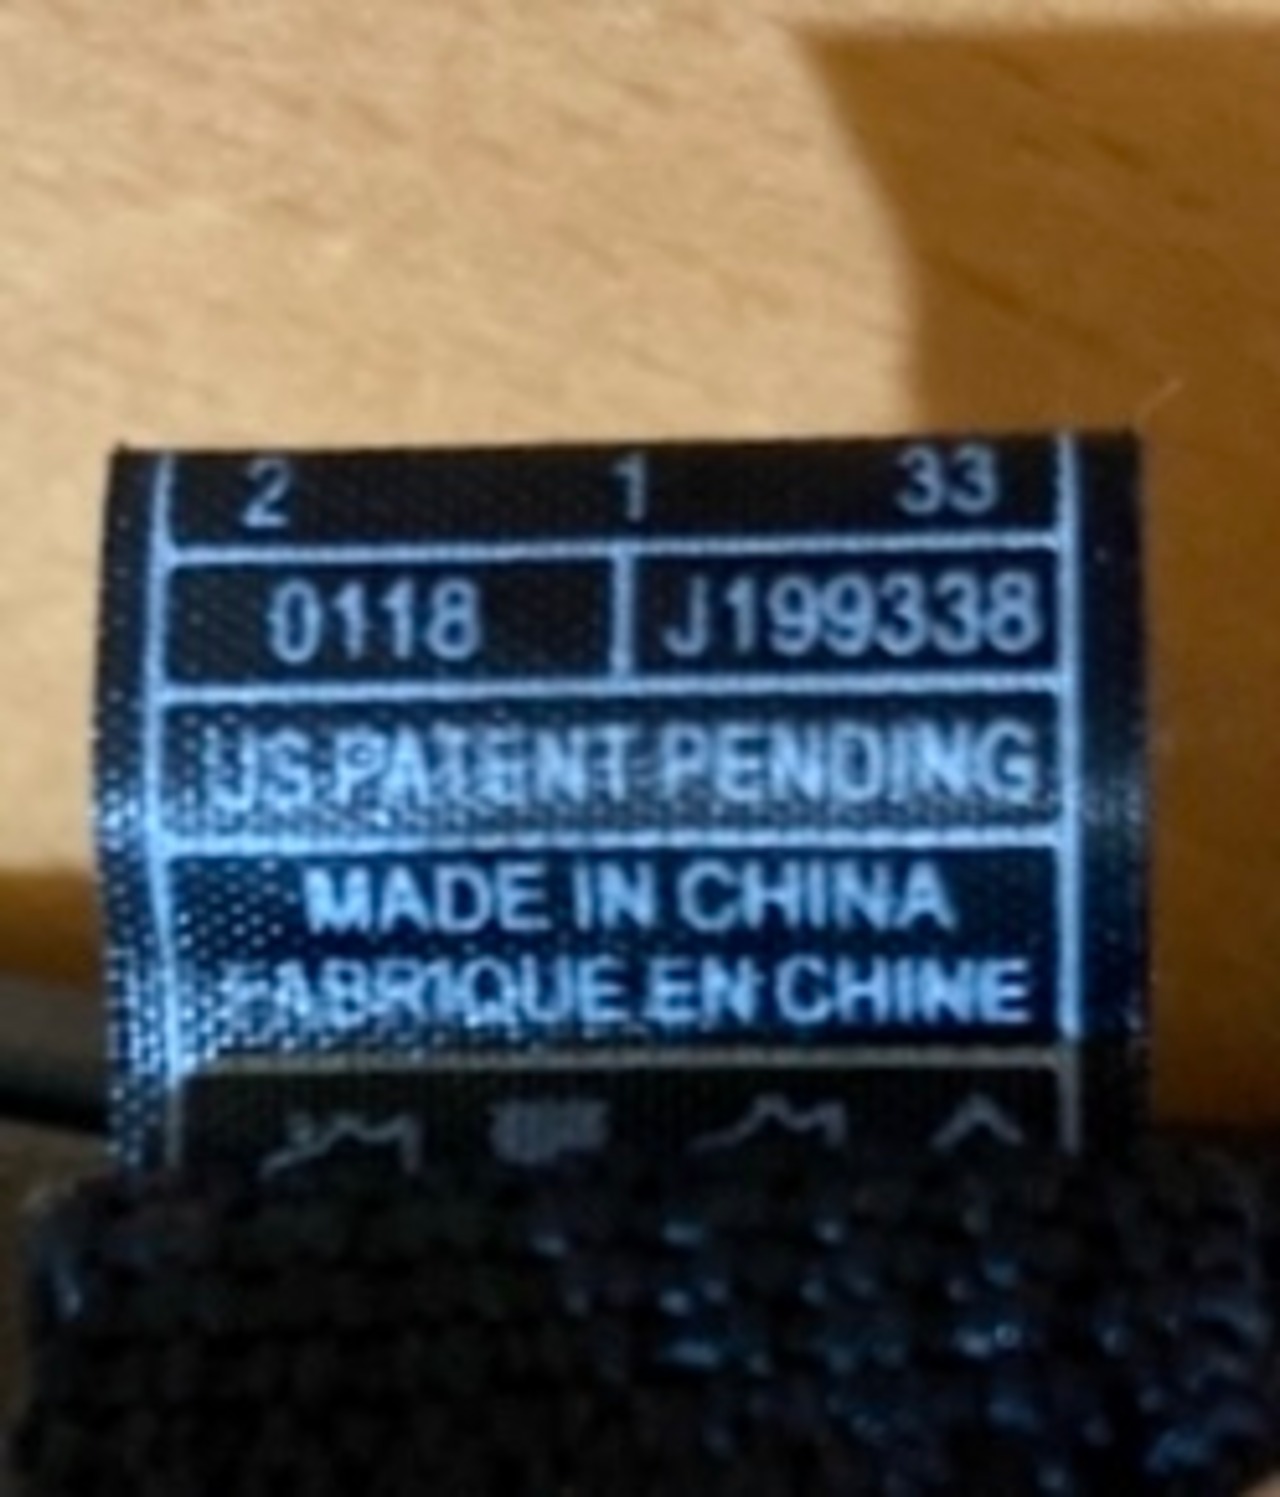 2 1 33
0118 J199338
US PATENT PENDING
MADE IN CHINA
FABRIQUE EN CHINE